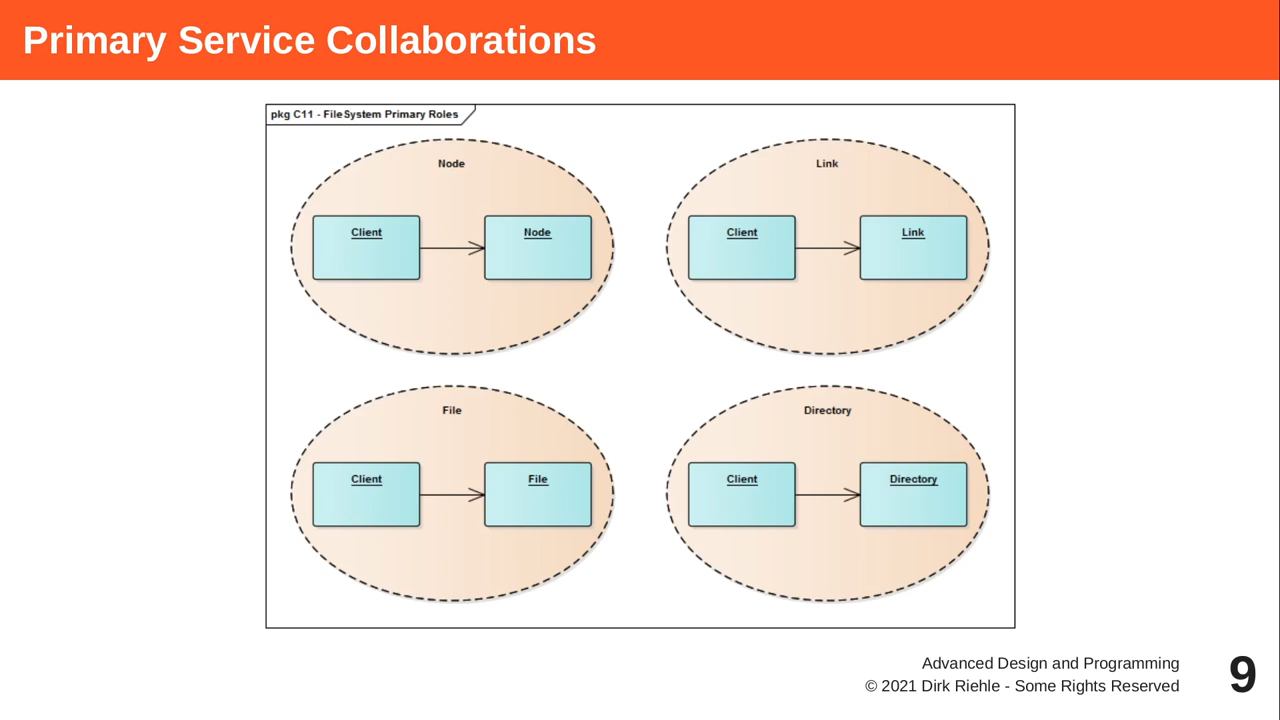 Primary Service Collaborations
pkg C11 - FileSystem Primary Roles
Node
Client
Node
Link
Client
Link
File
Client
File
Directory
Client
Directory
Advanced Design and Programming
© 2021 Dirk Riehle - Some Rights Reserved
9